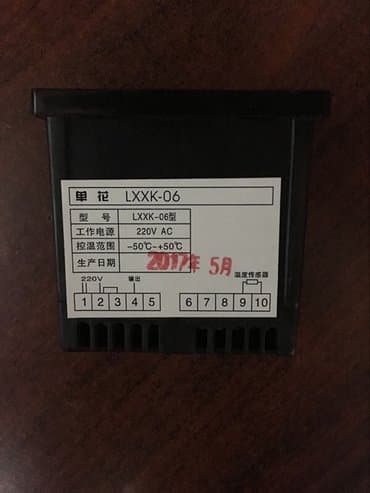 单花 LXXK-06
型 号 LXXK-06型
工作电源 220V AC
控温范围 -50℃-+50℃
生产日期 2017年 5月
220V 输出 温度传感器
1 2 3 4 5 6 7 8 9 10